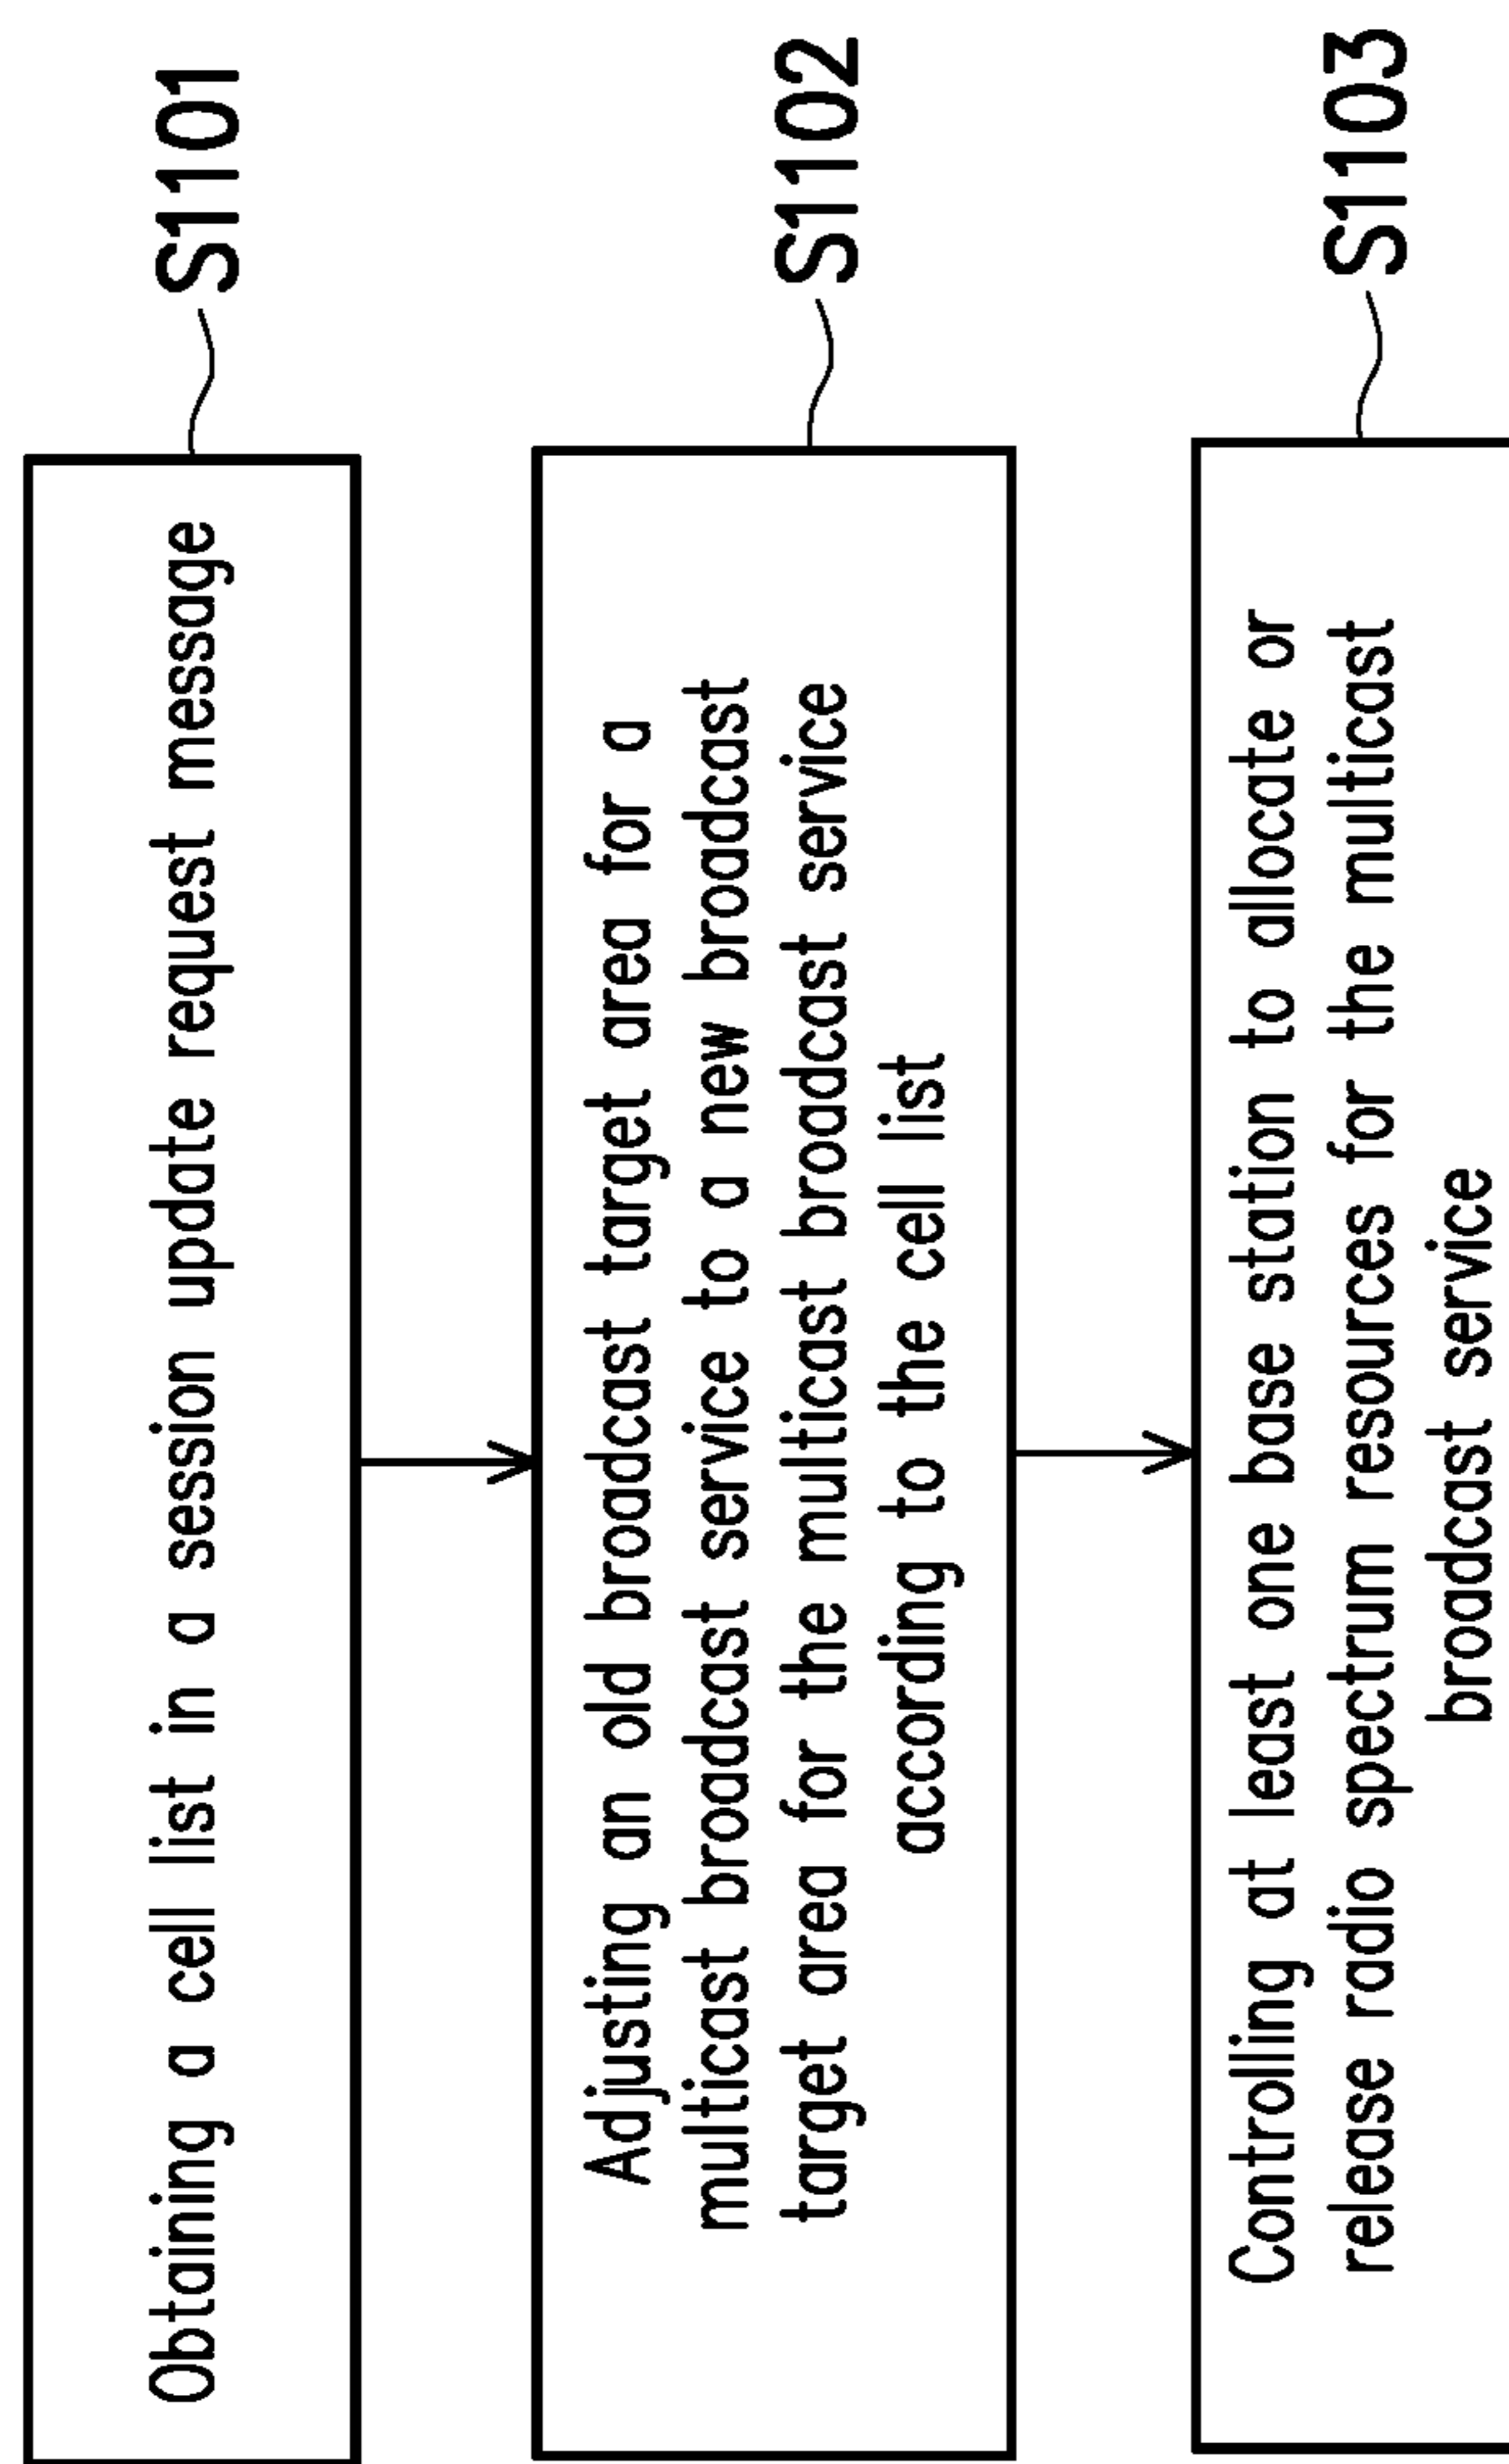 Obtaining a cell list in a session update request message
S1101
Adjusting an old broadcast target area for a
multicast broadcast service to a new broadcast
target area for the multicast broadcast service
according to the cell list
S1102
Controlling at least one base station to allocate or
release radio spectrum resources for the multicast
broadcast service
S1103